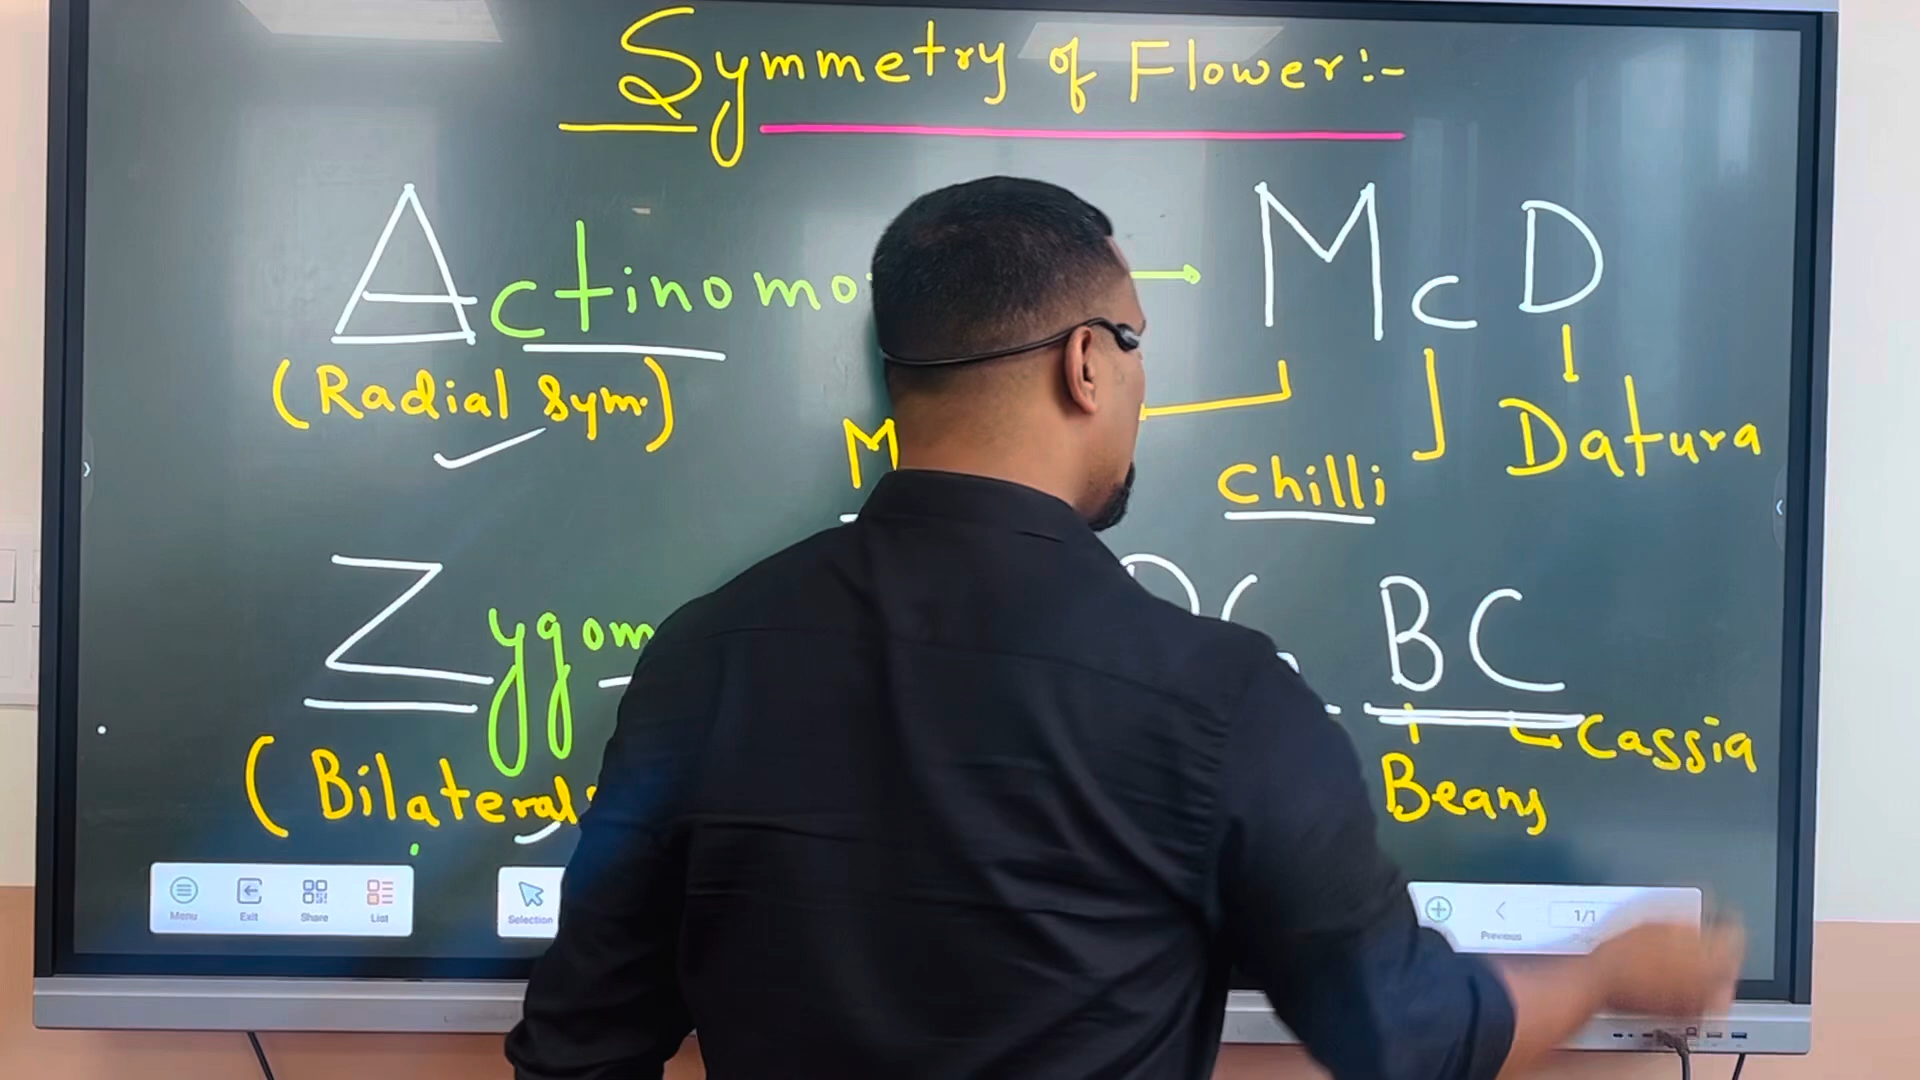 Symmetry of Flower:-
Actinomo → McD
(Radial sym.)
M
Chilli
Datura
Zygom
BC
(Bilateral
Beans
Cassia
Menu
Exit
Share
List
Selection
Previous
1/1